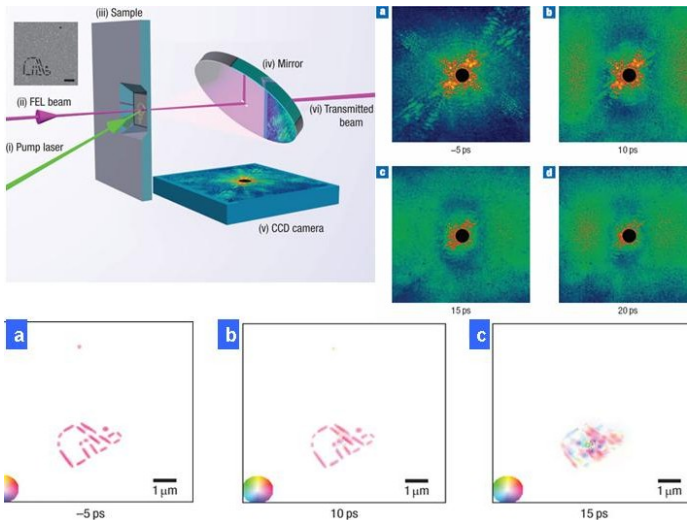 (iii) Sample
(iv) Mirror
(ii) FEL beam
(vi) Transmitted
beam
(i) Pump laser
(v) CCD camera
a
–5 ps
b
10 ps
c
15 ps
d
20 ps
a
1 μm
–5 ps
b
1 μm
10 ps
c
1 μm
15 ps